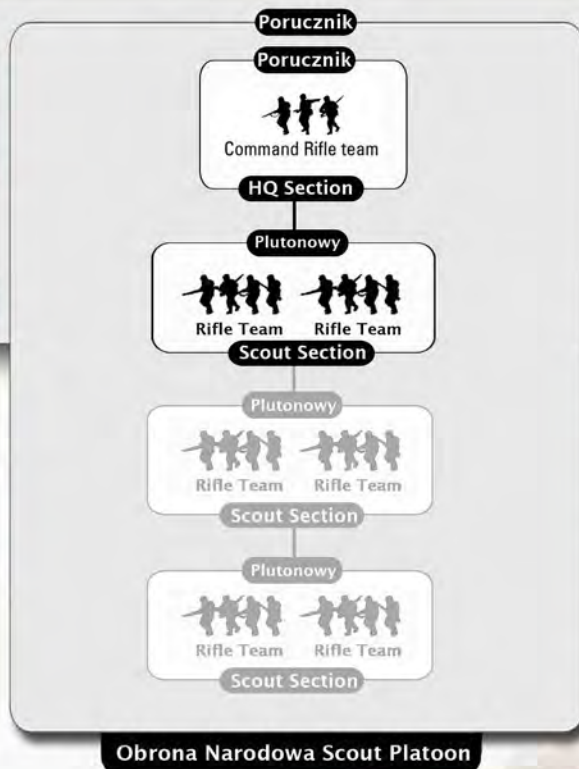 Porucznik
Porucznik
Command Rifle team
HQ Section
Plutonowy
Rifle Team Rifle Team
Scout Section
Plutonowy
Rifle Team Rifle Team
Scout Section
Plutonowy
Rifle Team Rifle Team
Scout Section
Obrona Narodowa Scout Platoon